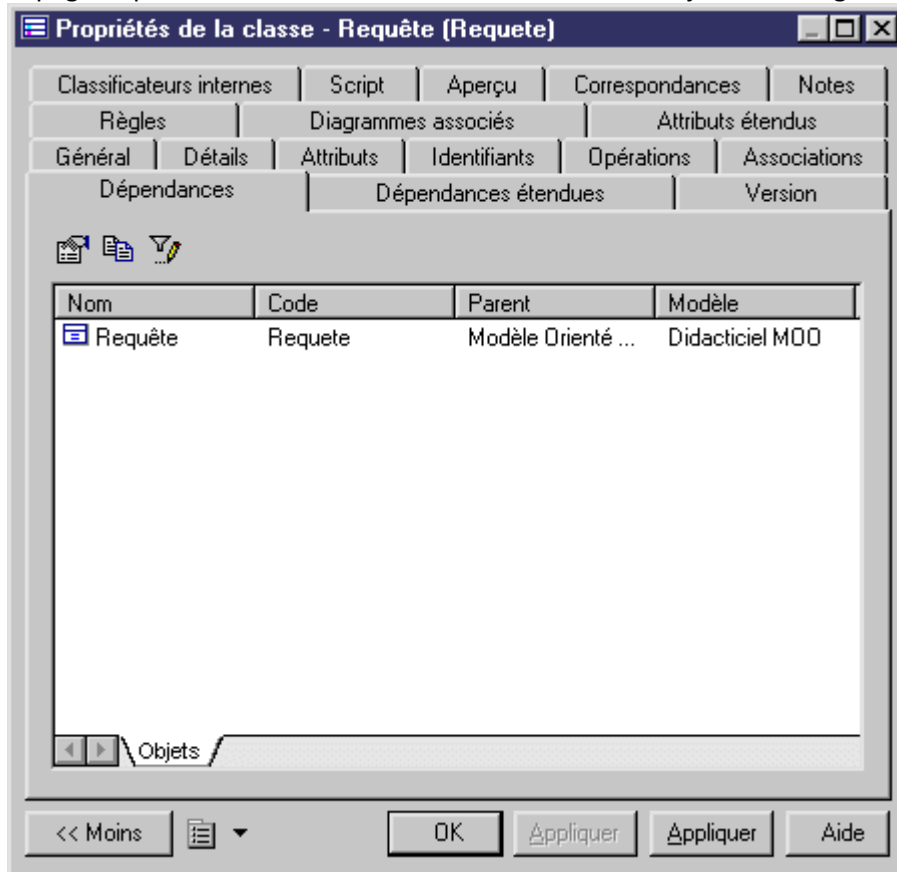 Propriétés de la classe - Requête (Requete)
Classificateurs internes Script Aperçu Correspondances Notes
Règles Diagrammes associés Attributs étendus
Général Détails Attributs Identifiants Opérations Associations
Dépendances Dépendances étendues Version
Nom Code Parent Modèle
Requête Requete Modèle Orienté ... Didacticiel MOO
Objets
<< Moins OK Appliquer Appliquer Aide